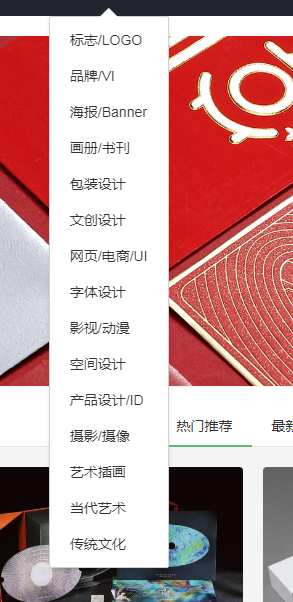 标志/LOGO
品牌/VI
海报/Banner
画册/书刊
包装设计
文创设计
网页/电商/UI
字体设计
影视/动漫
空间设计
产品设计/ID
摄影/摄像
艺术插画
当代艺术
传统文化
热门推荐
最新